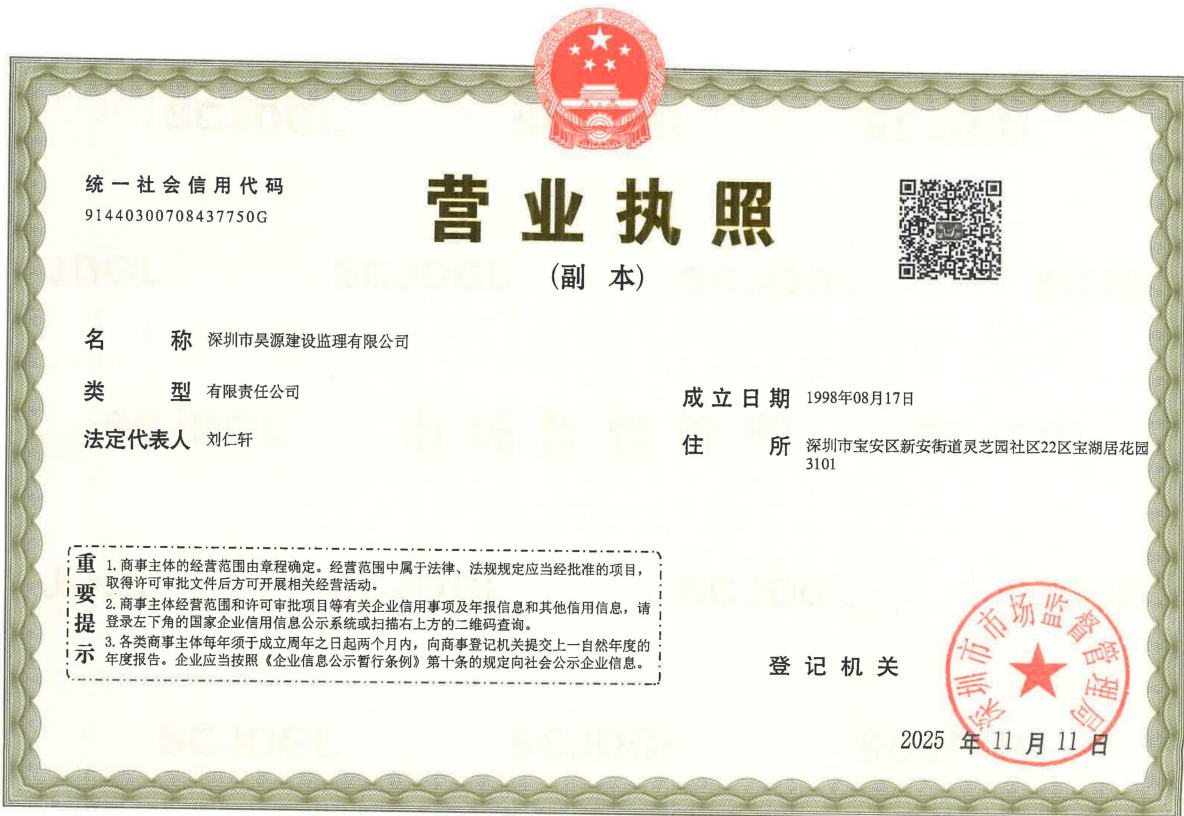 统一社会信用代码
91440300708437750G
营业执照
(副 本)
名 称 深圳市昊源建设监理有限公司
类 型 有限责任公司
法定代表人 刘仁轩
成立日期 1998年08月17日
住 所 深圳市宝安区新安街道灵芝园社区22区宝湖居花园
3101
重要提示
1. 商事主体的经营范围由章程确定。经营范围中属于法律、法规规定应当经批准的项目，
取得许可审批文件后方可开展相关经营活动。
2. 商事主体经营范围和许可审批项目等有关企业信用事项及年报信息和其他信用信息，请
登录左下角的国家企业信用信息公示系统或扫描右上方的二维码查询。
3. 各类商事主体每年须于成立周年之日起两个月内，向商事登记机关提交上一自然年度的
年度报告。企业应当按照《企业信息公示暂行条例》第十条的规定向社会公示企业信息。
登记机关
深圳市市场监督管理局
2025 年 11 月 11 日
SCJDGL